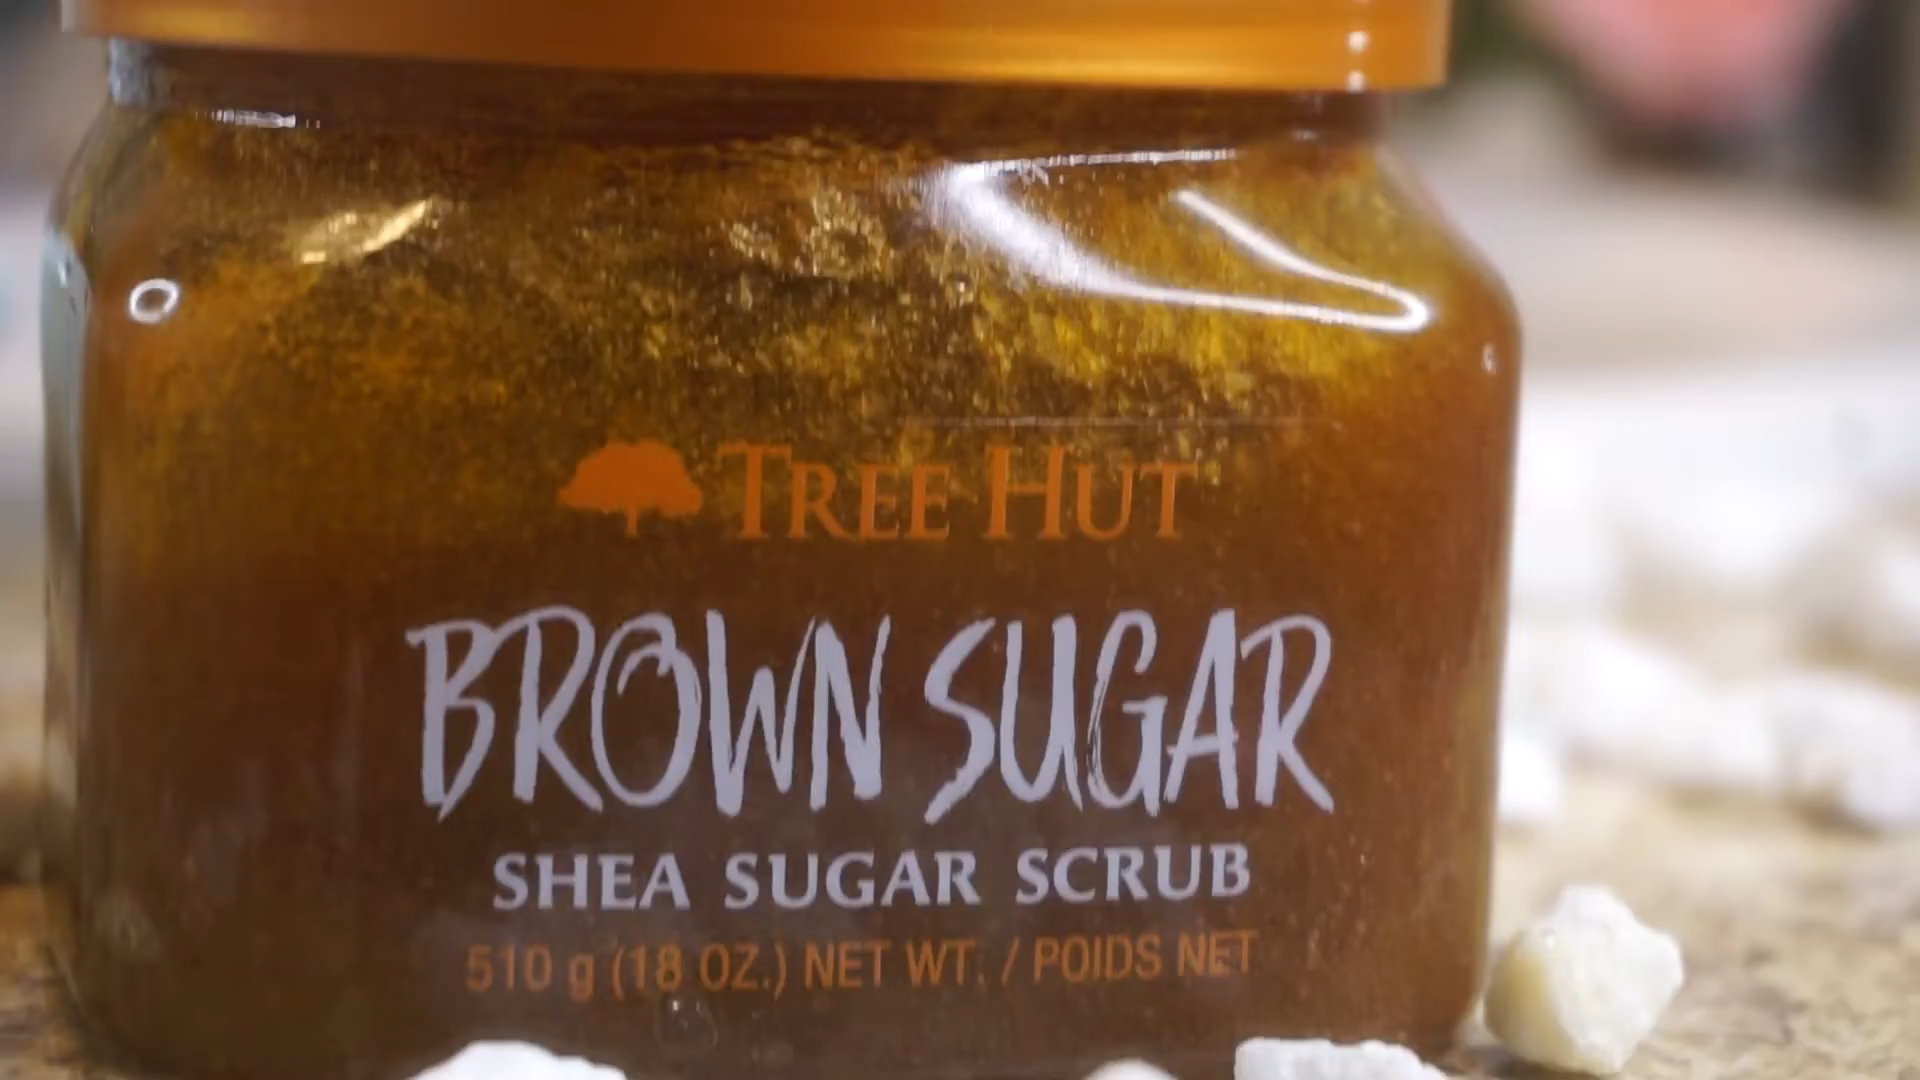 TREE HUT
BROWN SUGAR
SHEA SUGAR SCRUB
510 g (18 OZ.) NET WT. / POIDS NET